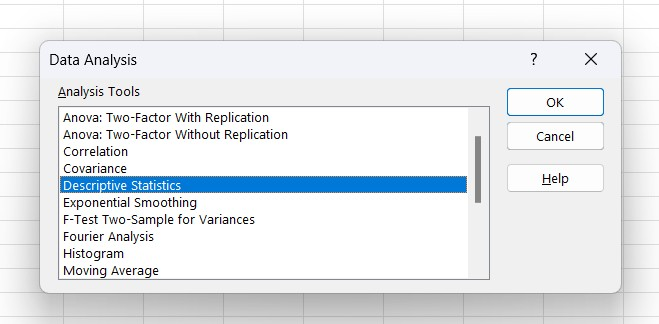 Data Analysis
?
Analysis Tools
Anova: Two-Factor With Replication
Anova: Two-Factor Without Replication
Correlation
Covariance
Descriptive Statistics
Exponential Smoothing
F-Test Two-Sample for Variances
Fourier Analysis
Histogram
Moving Average
OK
Cancel
Help